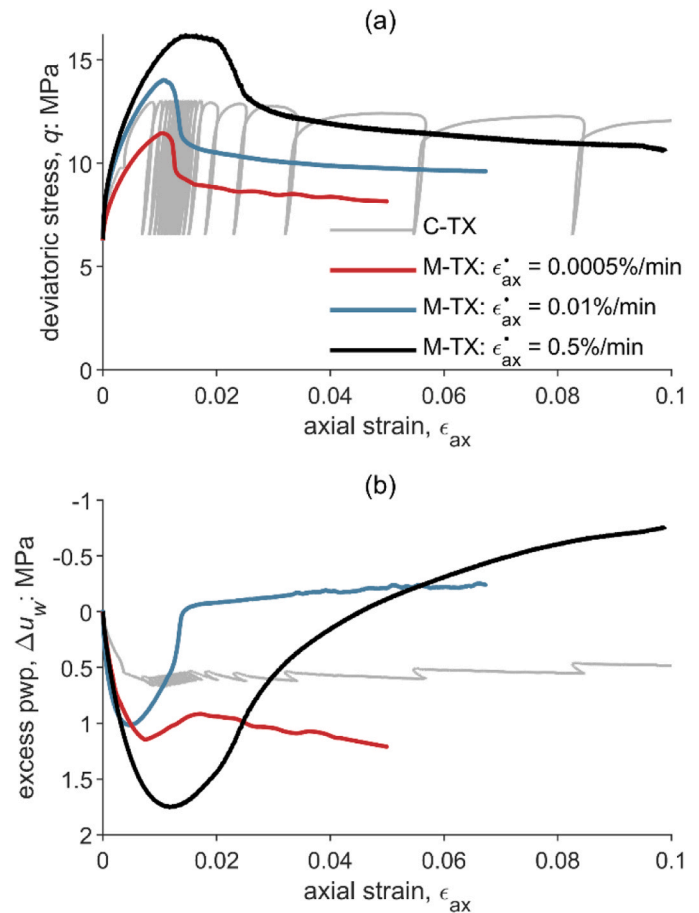 (a)
deviatoric stress, q: MPa
15
10
5
0
C-TX
M-TX: ϵ̇ax = 0.0005%/min
M-TX: ϵ̇ax = 0.01%/min
M-TX: ϵ̇ax = 0.5%/min
0 0.02 0.04 0.06 0.08 0.1
axial strain, ϵax
(b)
excess pwp, Δuw: MPa
-1
-0.5
0
0.5
1
1.5
2
0 0.02 0.04 0.06 0.08 0.1
axial strain, ϵax